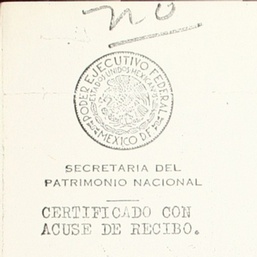 PODER EJECUTIVO FEDERAL
ESTADOS UNIDOS MEXICANOS
MEXICO D.F.
SECRETARIA DEL
PATRIMONIO NACIONAL
CERTIFICADO CON
ACUSE DE RECIBO.